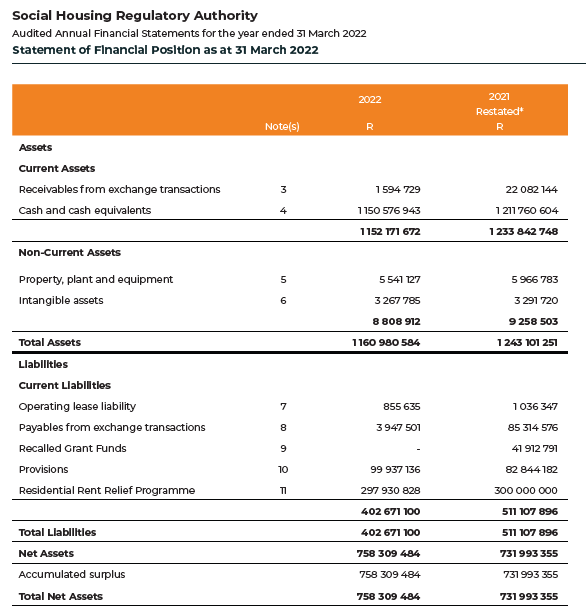 Social Housing Regulatory Authority
Audited Annual Financial Statements for the year ended 31 March 2022
Statement of Financial Position as at 31 March 2022
2022 2021
Restated*
Note(s) R R
Assets
Current Assets
Receivables from exchange transactions 3 1 594 729 22 082 144
Cash and cash equivalents 4 1 150 576 943 1 211 760 604
1 152 171 672 1 233 842 748
Non-Current Assets
Property, plant and equipment 5 5 541 127 5 966 783
Intangible assets 6 3 267 785 3 291 720
8 808 912 9 258 503
Total Assets 1 160 980 584 1 243 101 251
Liabilities
Current Liabilities
Operating lease liability 7 855 635 1 036 347
Payables from exchange transactions 8 3 947 501 85 314 576
Recalled Grant Funds 9 - 41 912 791
Provisions 10 99 937 136 82 844 182
Residential Rent Relief Programme 11 297 930 828 300 000 000
402 671 100 511 107 896
Total Liabilities 402 671 100 511 107 896
Net Assets 758 309 484 731 993 355
Accumulated surplus 758 309 484 731 993 355
Total Net Assets 758 309 484 731 993 355